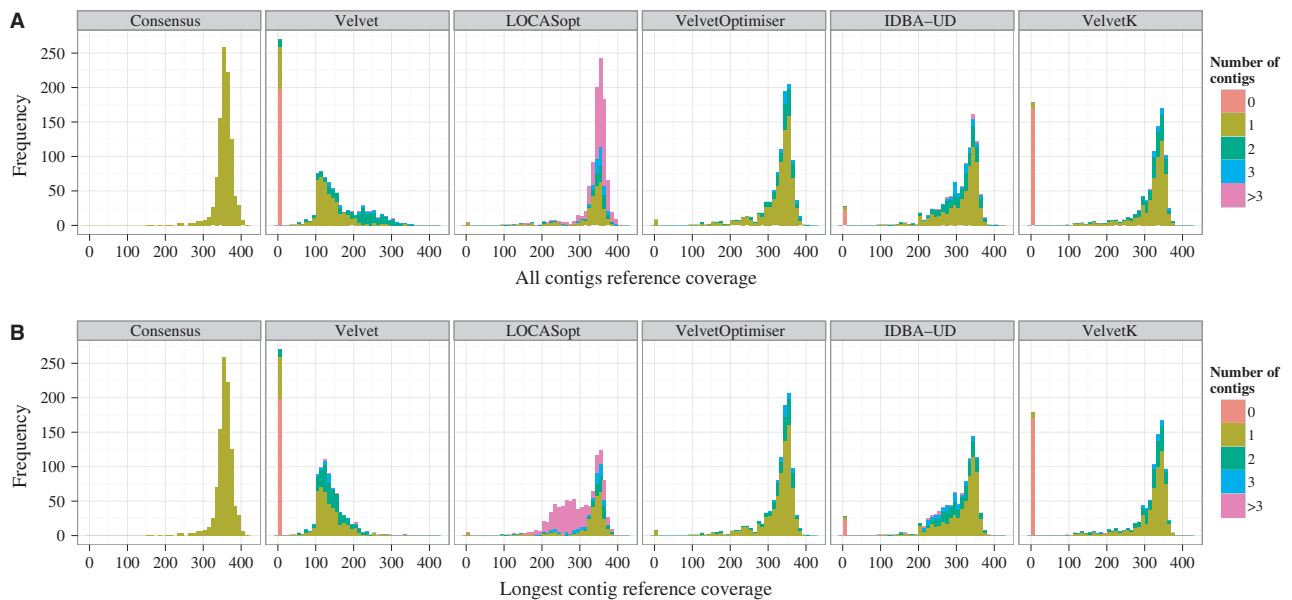 A
Consensus Velvet LOCASopt VelvetOptimiser IDBA–UD VelvetK
250
200
150
100
50
0
Frequency
0 100 200 300 400 0 100 200 300 400 0 100 200 300 400 0 100 200 300 400 0 100 200 300 400 0 100 200 300 400
All contigs reference coverage
Number of
contigs
0
1
2
3
>3
B
Consensus Velvet LOCASopt VelvetOptimiser IDBA–UD VelvetK
250
200
150
100
50
0
Frequency
0 100 200 300 400 0 100 200 300 400 0 100 200 300 400 0 100 200 300 400 0 100 200 300 400 0 100 200 300 400
Longest contig reference coverage
Number of
contigs
0
1
2
3
>3